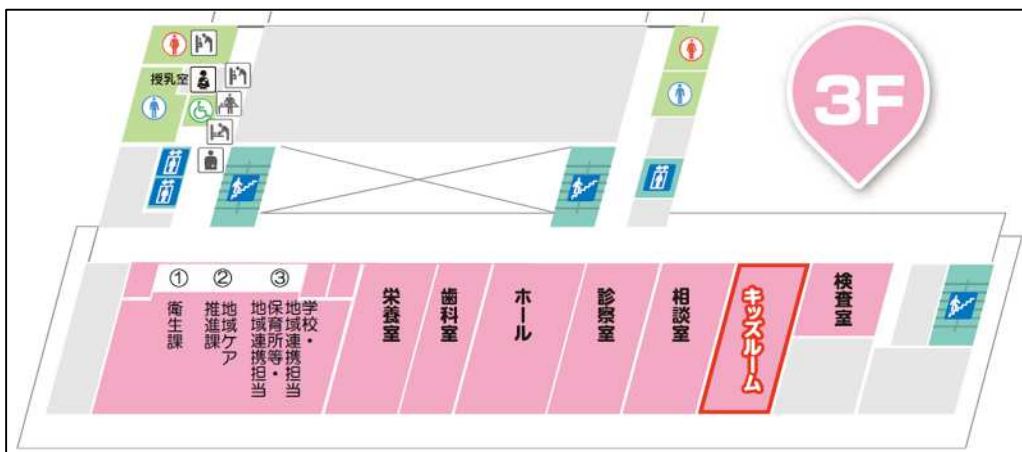 3F
授乳室
①
②
③
衛生課
地域ケア
推進課
学校・
地域連携担当
保育所等・
地域連携担当
栄養室
歯科室
ホール
診察室
相談室
キッズルーム
検査室